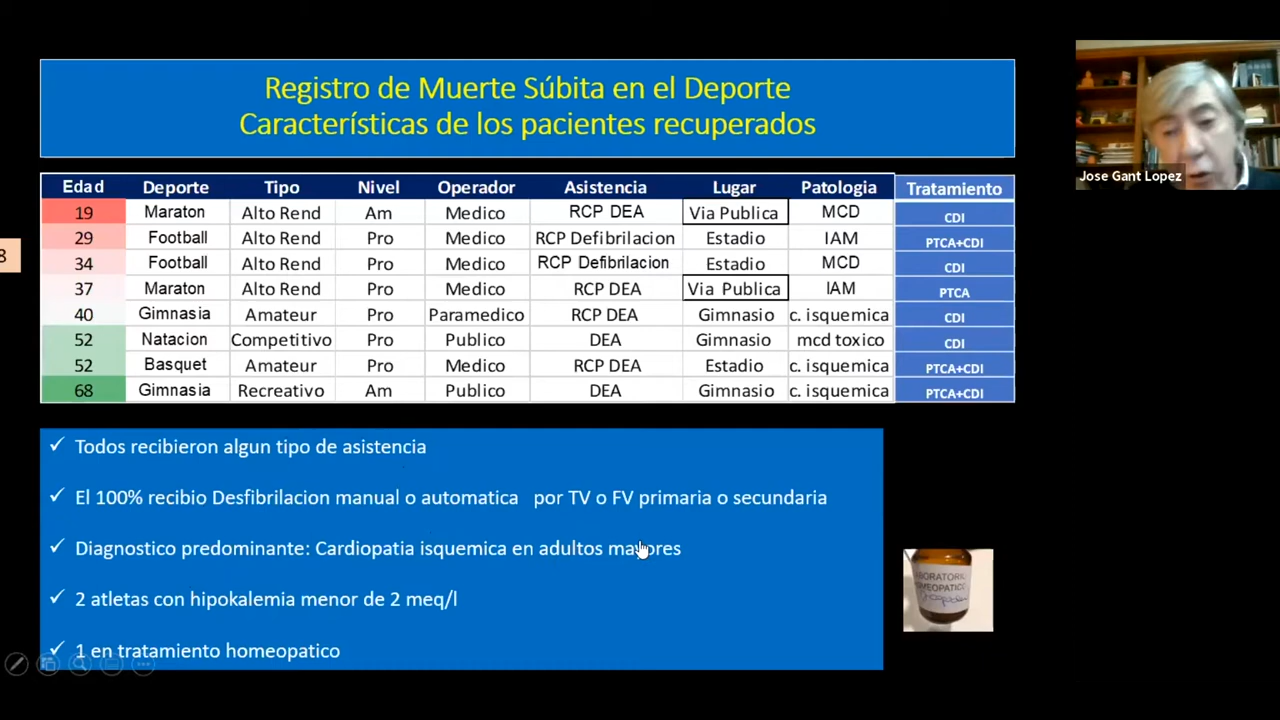 Registro de Muerte Súbita en el Deporte
Características de los pacientes recuperados
Jose Gant Lopez
Edad Deporte Tipo Nivel Operador Asistencia Lugar Patologia Tratamiento
19 Maraton Alto Rend Am Medico RCP DEA Via Publica MCD CDI
29 Football Alto Rend Pro Medico RCP Defibrilacion Estadio IAM PTCA+CDI
34 Football Alto Rend Pro Medico RCP Defibrilacion Estadio MCD CDI
37 Maraton Alto Rend Pro Medico RCP DEA Via Publica IAM PTCA
40 Gimnasia Amateur Pro Paramedico RCP DEA Gimnasio c. isquemica CDI
52 Natacion Competitivo Pro Publico DEA Gimnasio mcd toxico CDI
52 Basquet Amateur Pro Medico RCP DEA Estadio c. isquemica PTCA+CDI
68 Gimnasia Recreativo Am Publico DEA Gimnasio c. isquemica PTCA+CDI
8
✓ Todos recibieron algun tipo de asistencia
✓ El 100% recibio Desfibrilacion manual o automatica por TV o FV primaria o secundaria
✓ Diagnostico predominante: Cardiopatia isquemica en adultos mayores
✓ 2 atletas con hipokalemia menor de 2 meq/l
✓ 1 en tratamiento homeopatico